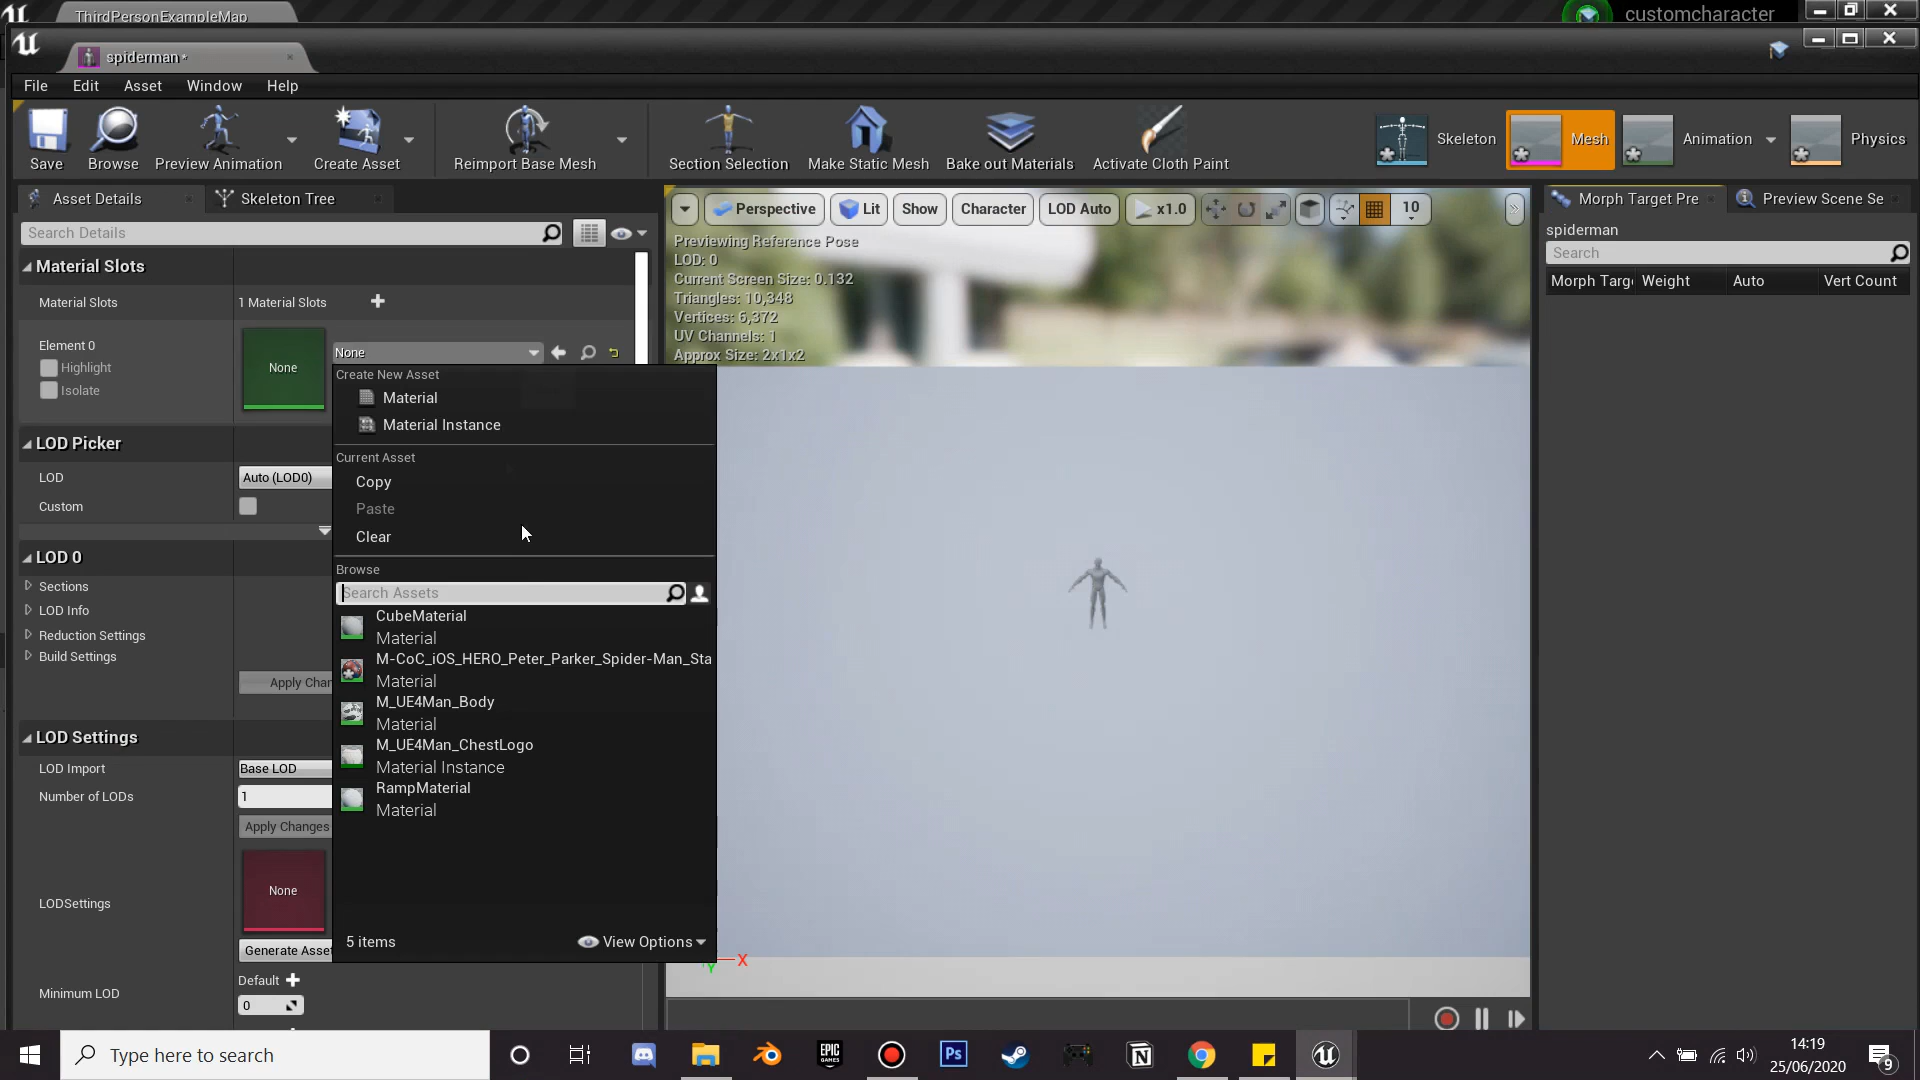 ThirdPersonExampleMap
customcharacter
spiderman*
File Edit Asset Window Help
Save
Browse
Preview Animation
Create Asset
Reimport Base Mesh
Section Selection
Make Static Mesh
Bake out Materials
Activate Cloth Paint
Skeleton
Mesh
Animation
Physics
Asset Details
Skeleton Tree
Search Details
Material Slots
Material Slots
1 Material Slots
Element 0
Highlight
Isolate
None
None
Create New Asset
Material
Material Instance
Current Asset
Copy
Paste
Clear
Browse
Search Assets
CubeMaterial
Material
M-CoC_iOS_HERO_Peter_Parker_Spider-Man_Sta
Material
M_UE4Man_Body
Material
M_UE4Man_ChestLogo
Material Instance
RampMaterial
Material
5 items
View Options
LOD Picker
LOD
Auto (LOD0)
Custom
LOD 0
Sections
LOD Info
Reduction Settings
Build Settings
Apply Chan
LOD Settings
LOD Import
Base LOD
Number of LODs
1
Apply Changes
LODSettings
None
Generate Asse
Default
Minimum LOD
0
Perspective
Lit
Show
Character
LOD Auto
x1.0
10
Previewing Reference Pose
LOD: 0
Current Screen Size: 0.132
Triangles: 10,348
Vertices: 6,372
UV Channels: 1
Approx Size: 2x1x2
X
Y
Morph Target Pre
Preview Scene Se
spiderman
Search
Morph Targ
Weight
Auto
Vert Count
Type here to search
EPIC
GAMES
Ps
14:19
25/06/2020
9